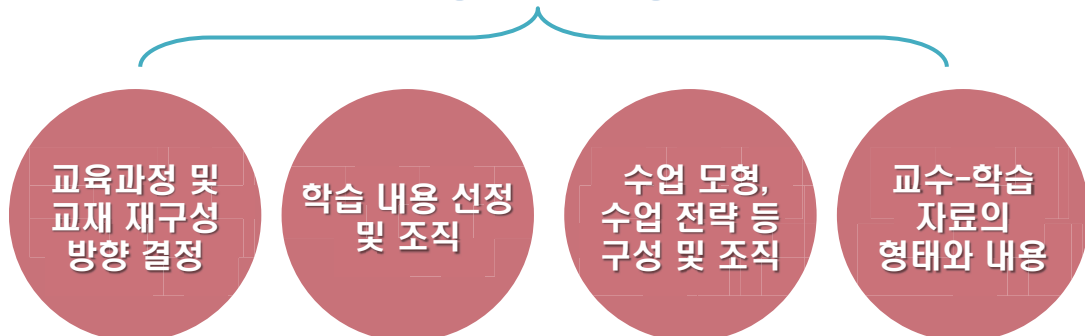 교육과정 및
교재 재구성
방향 결정
학습 내용 선정
및 조직
수업 모형,
수업 전략 등
구성 및 조직
교수-학습
자료의
형태와 내용